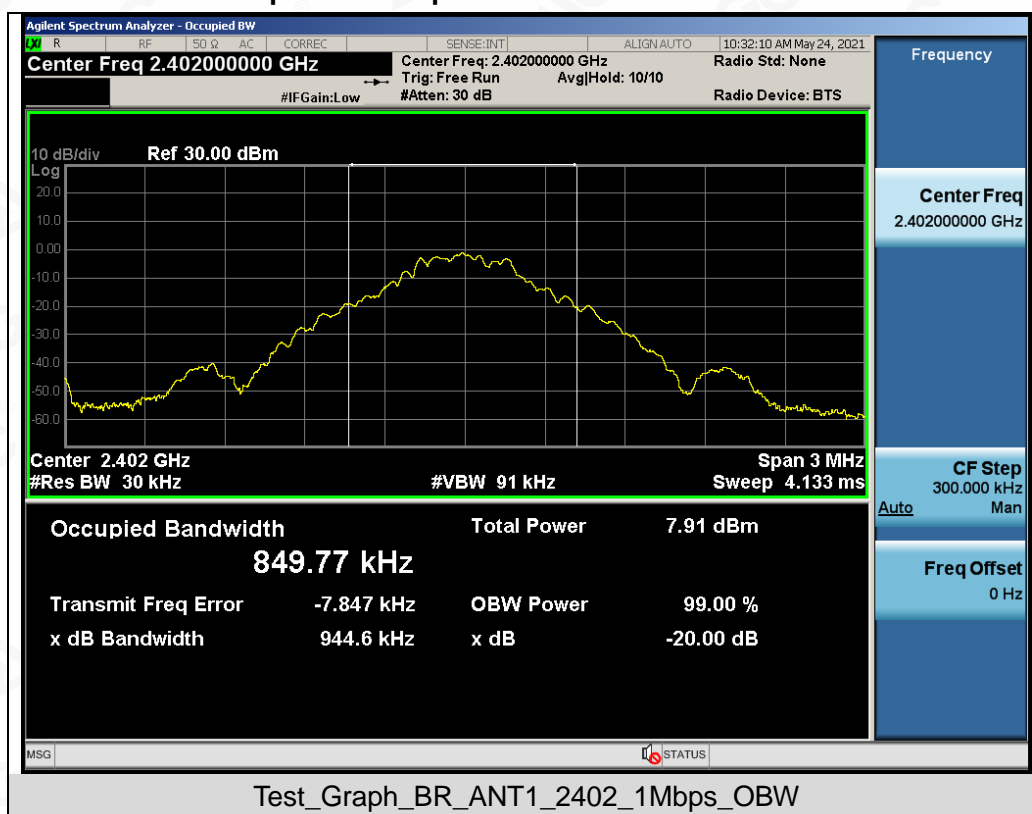 Agilent Spectrum Analyzer - Occupied BW
LXI R RF 50 Ω AC CORREC SENSE:INT ALIGN AUTO 10:32:10 AM May 24, 2021
Center Freq 2.402000000 GHz
Center Freq: 2.402000000 GHz
Radio Std: None
Trig: Free Run Avg|Hold: 10/10
#IFGain:Low
#Atten: 30 dB
Radio Device: BTS
10 dB/div Ref 30.00 dBm
Log
20.0
10.0
0.00
-10.0
-20.0
-30.0
-40.0
-50.0
-60.0
Center 2.402 GHz Span 3 MHz
#Res BW 30 kHz #VBW 91 kHz Sweep 4.133 ms
Occupied Bandwidth Total Power 7.91 dBm
849.77 kHz
Transmit Freq Error -7.847 kHz OBW Power 99.00 %
x dB Bandwidth 944.6 kHz x dB -20.00 dB
Frequency
Center Freq
2.402000000 GHz
CF Step
300.000 kHz
Auto Man
Freq Offset
0 Hz
MSG STATUS
Test_Graph_BR_ANT1_2402_1Mbps_OBW